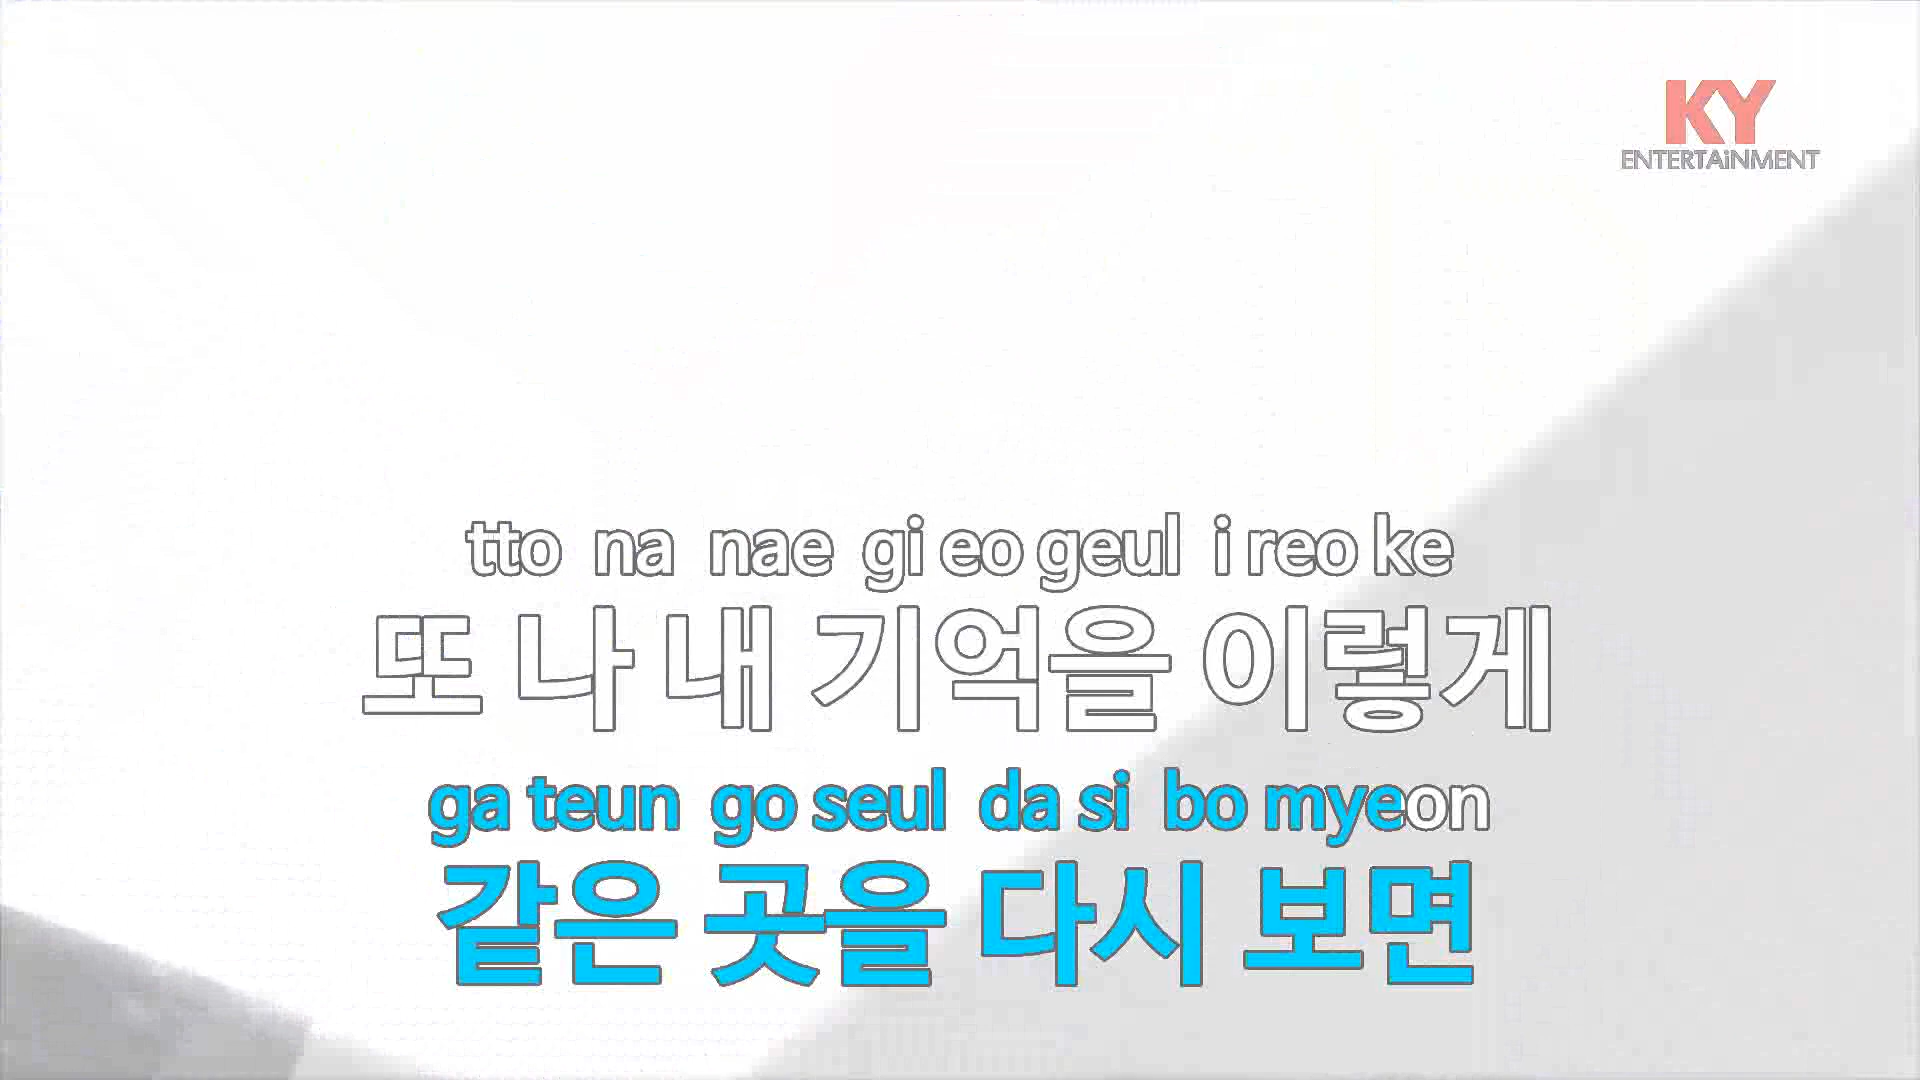 KY
ENTERTAiNMENT
tto na nae gi eo geul i reo ke
또 나 내 기억을 이렇게
ga teun go seul da si bo myeon
같은 곳을 다시 보면